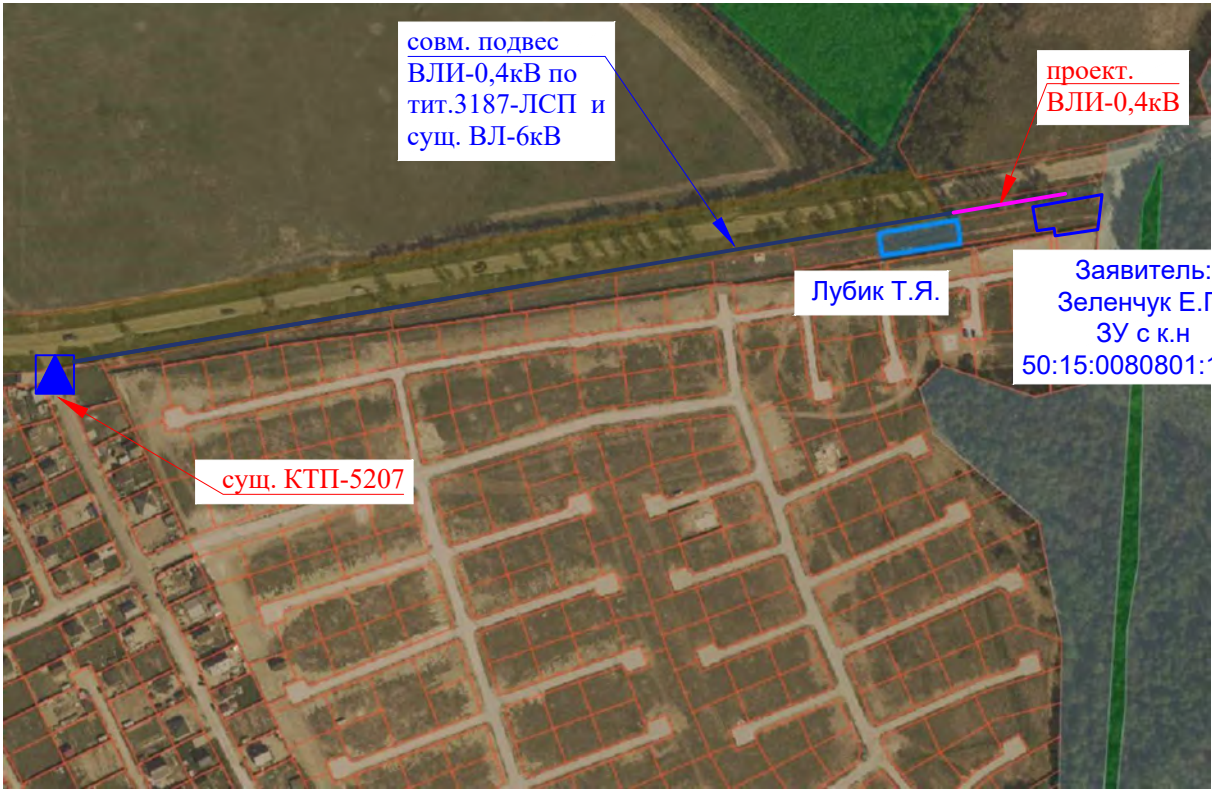 совм. подвес
ВЛИ-0,4кВ по
тит.3187-ЛСП и
сущ. ВЛ-6кВ
проект.
ВЛИ-0,4кВ
Лубик Т.Я.
Заявитель:
Зеленчук Е.
ЗУ с к.н
50:15:0080801:
сущ. КТП-5207